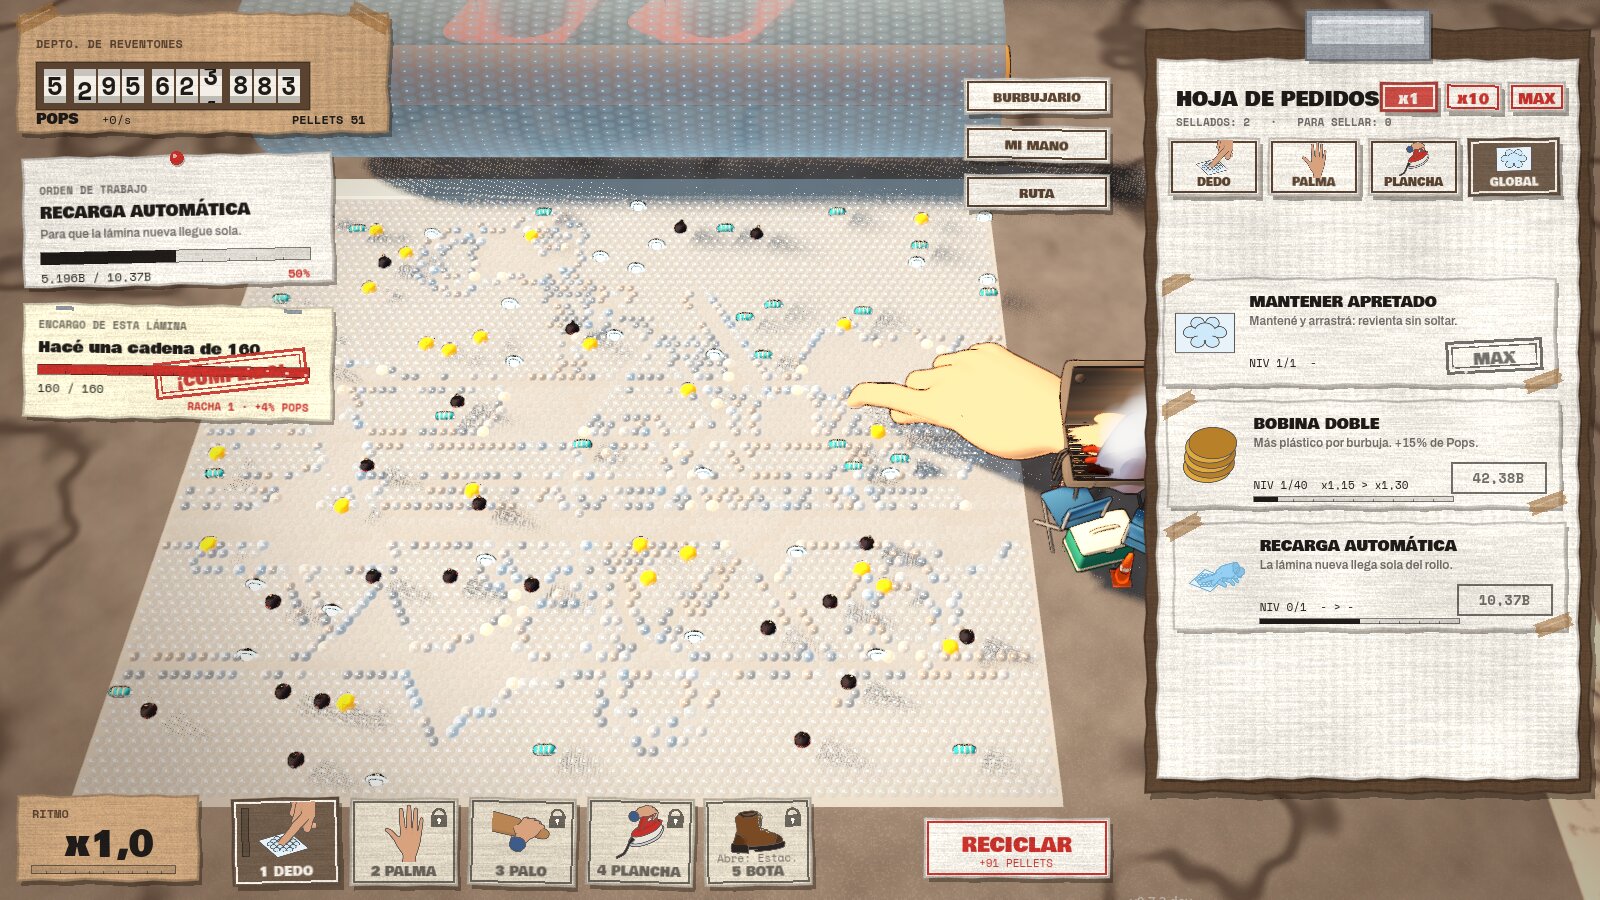 DEPTO. DE REVENTONES
5 295 623 883
POPS +0/s PELLETS 51
ORDEN DE TRABAJO
RECARGA AUTOMÁTICA
Para que la lámina nueva llegue sola.
5,196B / 10,37B 50%
ENCARGO DE ESTA LÁMINA
Hacé una cadena de 160
160 / 160
RACHA 1 · +4% POPS
BURBUJARIO
MI MANO
RUTA
HOJA DE PEDIDOS x1 x10 MAX
SELLADOS: 2 · PARA SELLAR: 0
DEDO PALMA PLANCHA GLOBAL
MANTENER APRETADO
Mantené y arrastrá: revienta sin soltar.
NIV 1/1 -
MAX
BOBINA DOBLE
Más plástico por burbuja. +15% de Pops.
NIV 1/40 x1,15 > x1,30
42,38B
RECARGA AUTOMÁTICA
La lámina nueva llega sola del rollo.
NIV 0/1 - > -
10,37B
RITMO
x1,0
1 DEDO
2 PALMA
3 PALO
4 PLANCHA
Abre: Estac.
5 BOTA
RECICLAR
+91 PELLETS